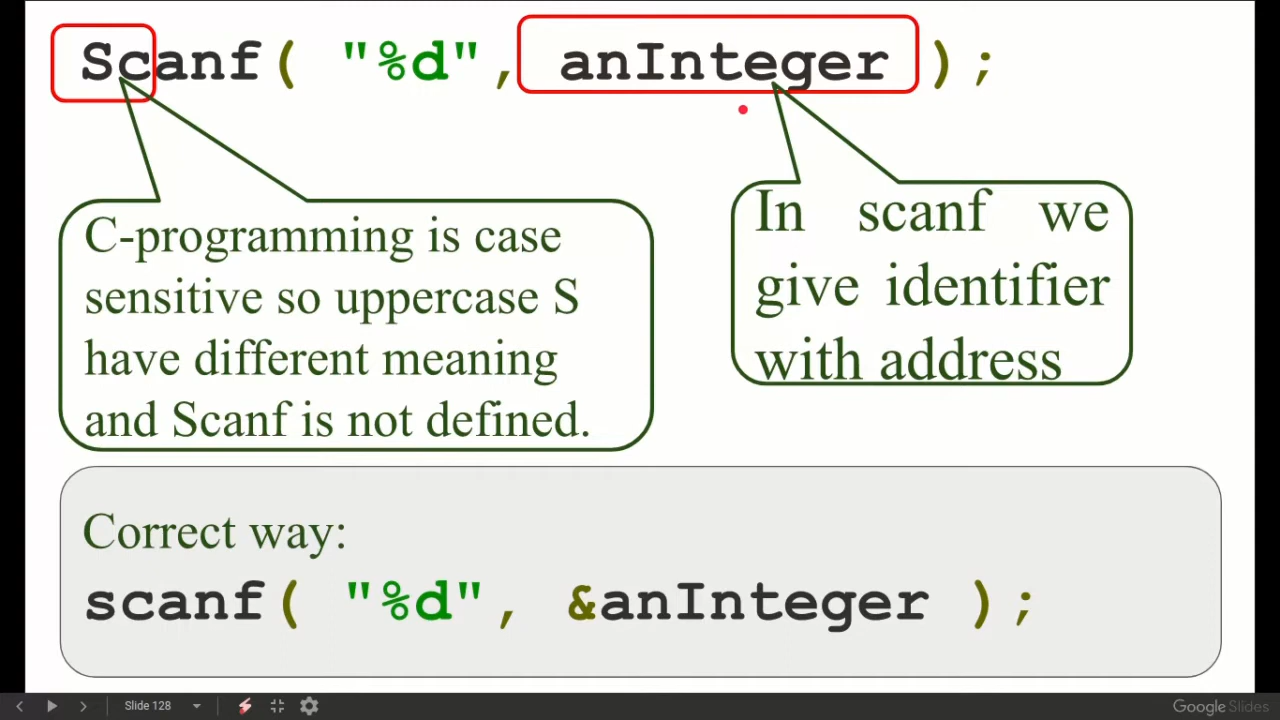 Scanf( "%d", anInteger );
C-programming is case
sensitive so uppercase S
have different meaning
and Scanf is not defined.
In scanf we
give identifier
with address
Correct way:
scanf( "%d", &anInteger );
Slide 128
Google Slides